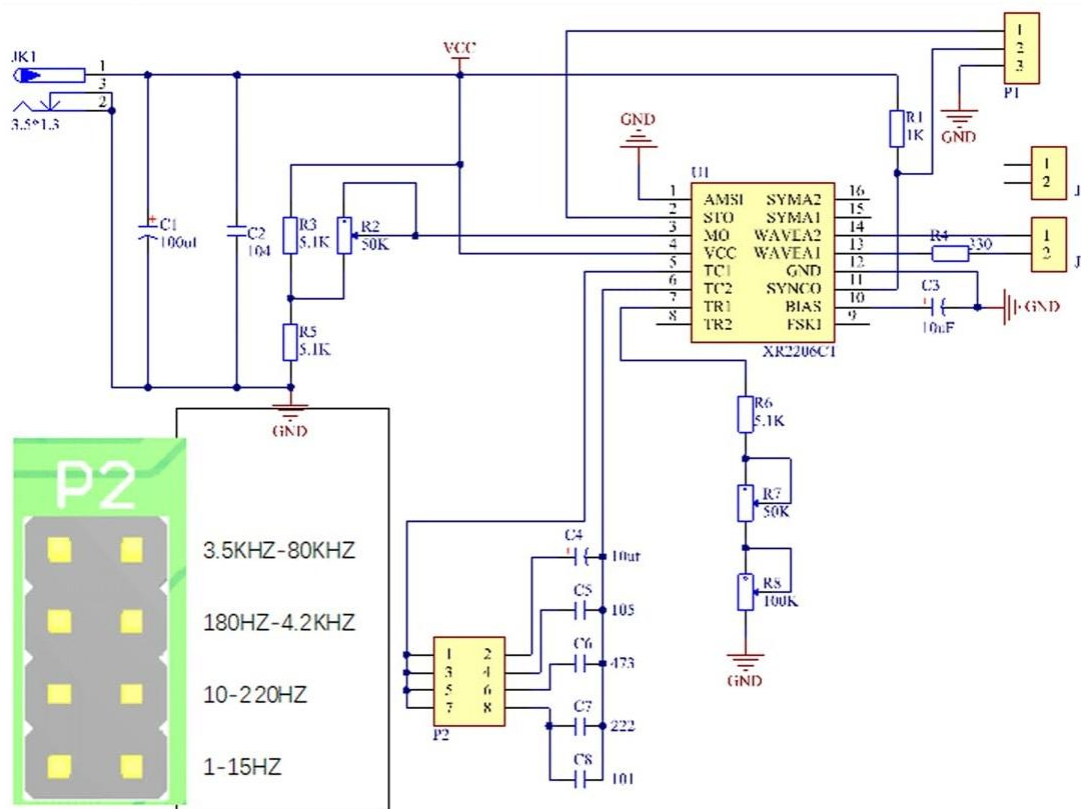 JK1
1
3
2
3.5*1.3
VCC
C1
100uf
C2
104
R3
5.1K
R2
50K
R5
5.1K
GND
GND
1
2
3
P1
GND
R1
1K
1
2
J
1
2
J
R4
330
U1
1 AMSI SYMA2 16
2 STO SYMA1 15
3 MO WAVEA2 14
4 VCC WAVEA1 13
5 TC1 GND 12
6 TC2 SYNCO 11
7 TR1 BIAS 10
8 TR2 FSKI 9
XR2206C1
C3
10uF
GND
R6
5.1K
R7
50K
R8
100K
GND
C4
10uf
C5
105
C6
473
C7
222
C8
101
1 2
3 4
5 6
7 8
P2
P2
3.5KHZ-80KHZ
180HZ-4.2KHZ
10-220HZ
1-15HZ